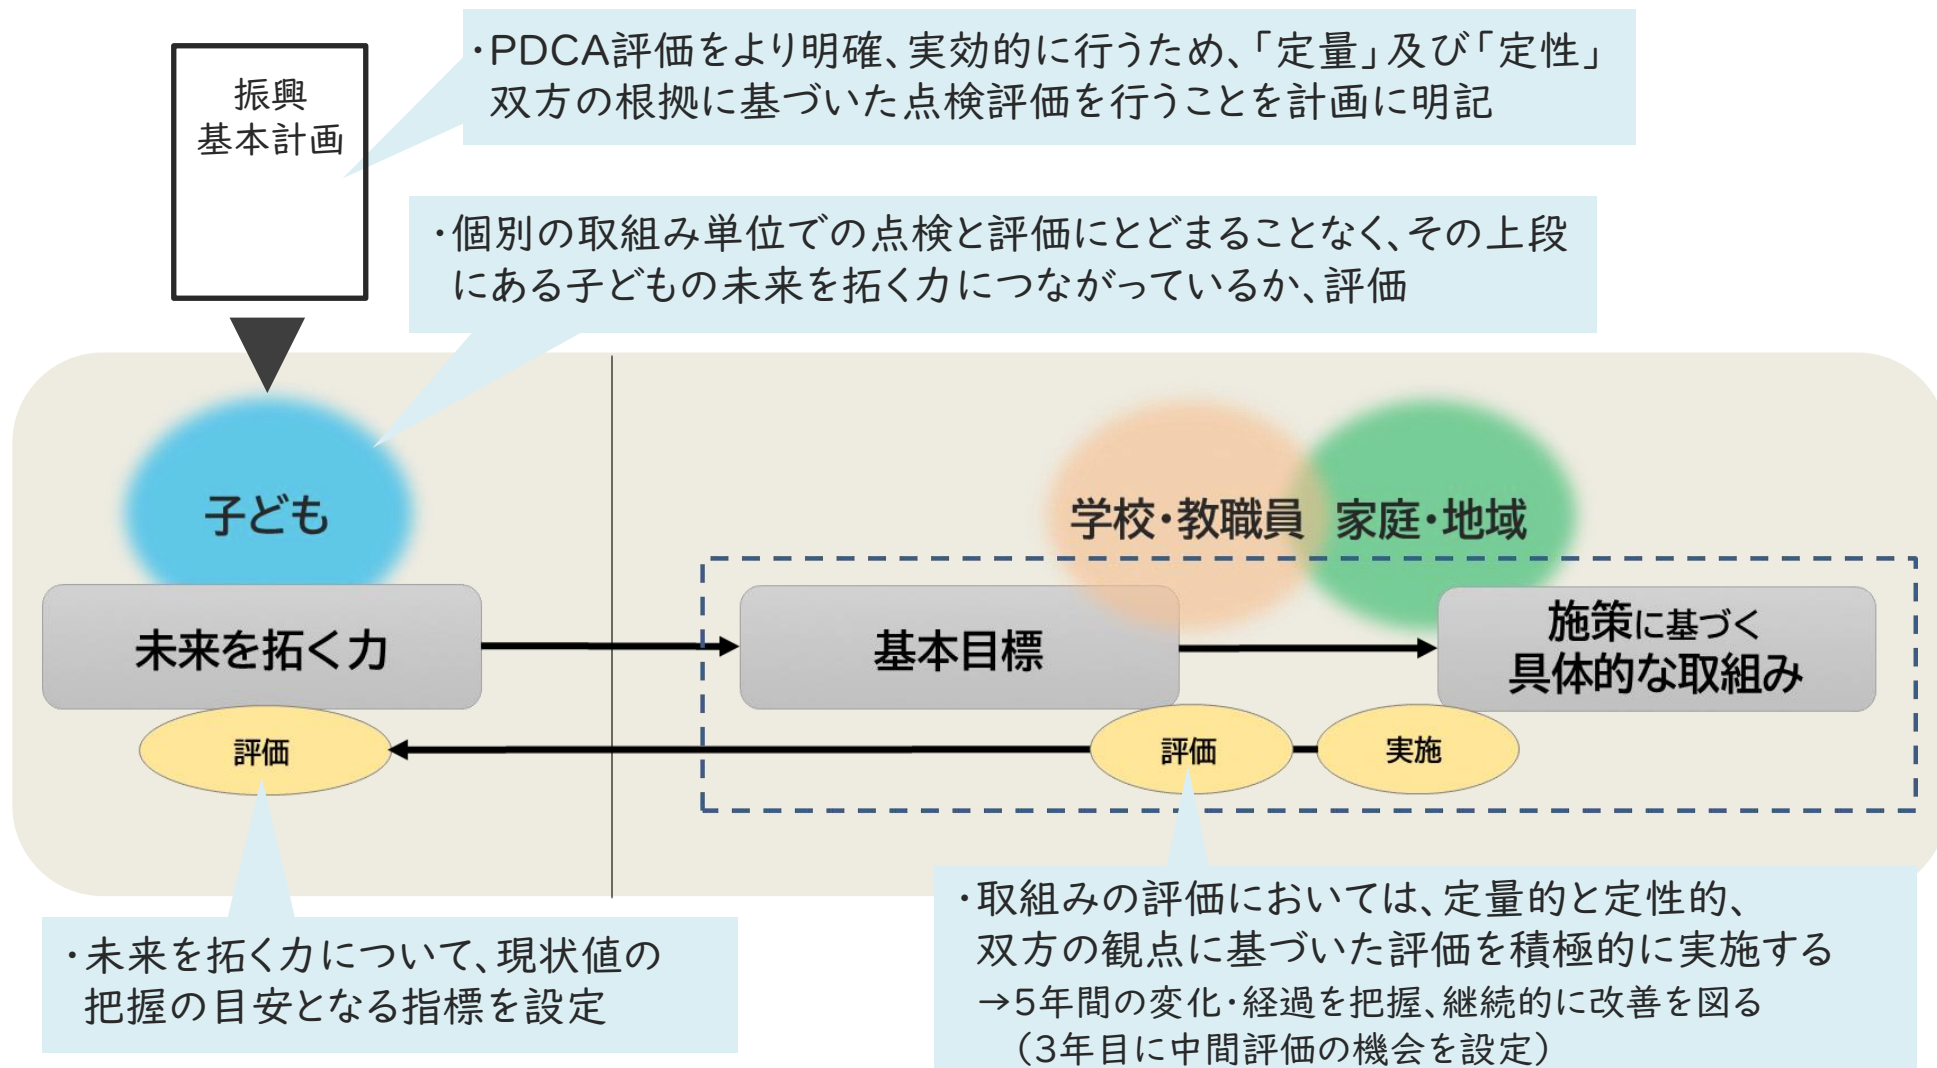 振興
基本計画
・PDCA評価をより明確、実効的に行うため、「定量」及び「定性」
双方の根拠に基づいた点検評価を行うことを計画に明記
・個別の取組み単位での点検と評価にとどまることなく、その上段
にある子どもの未来を拓く力につながっているか、評価
子ども
学校・教職員
家庭・地域
未来を拓く力
基本目標
施策に基づく
具体的な取組み
評価
評価
実施
・未来を拓く力について、現状値の
把握の目安となる指標を設定
・取組みの評価においては、定量的と定性的、
双方の観点に基づいた評価を積極的に実施する
→5年間の変化・経過を把握、継続的に改善を図る
（3年目に中間評価の機会を設定）